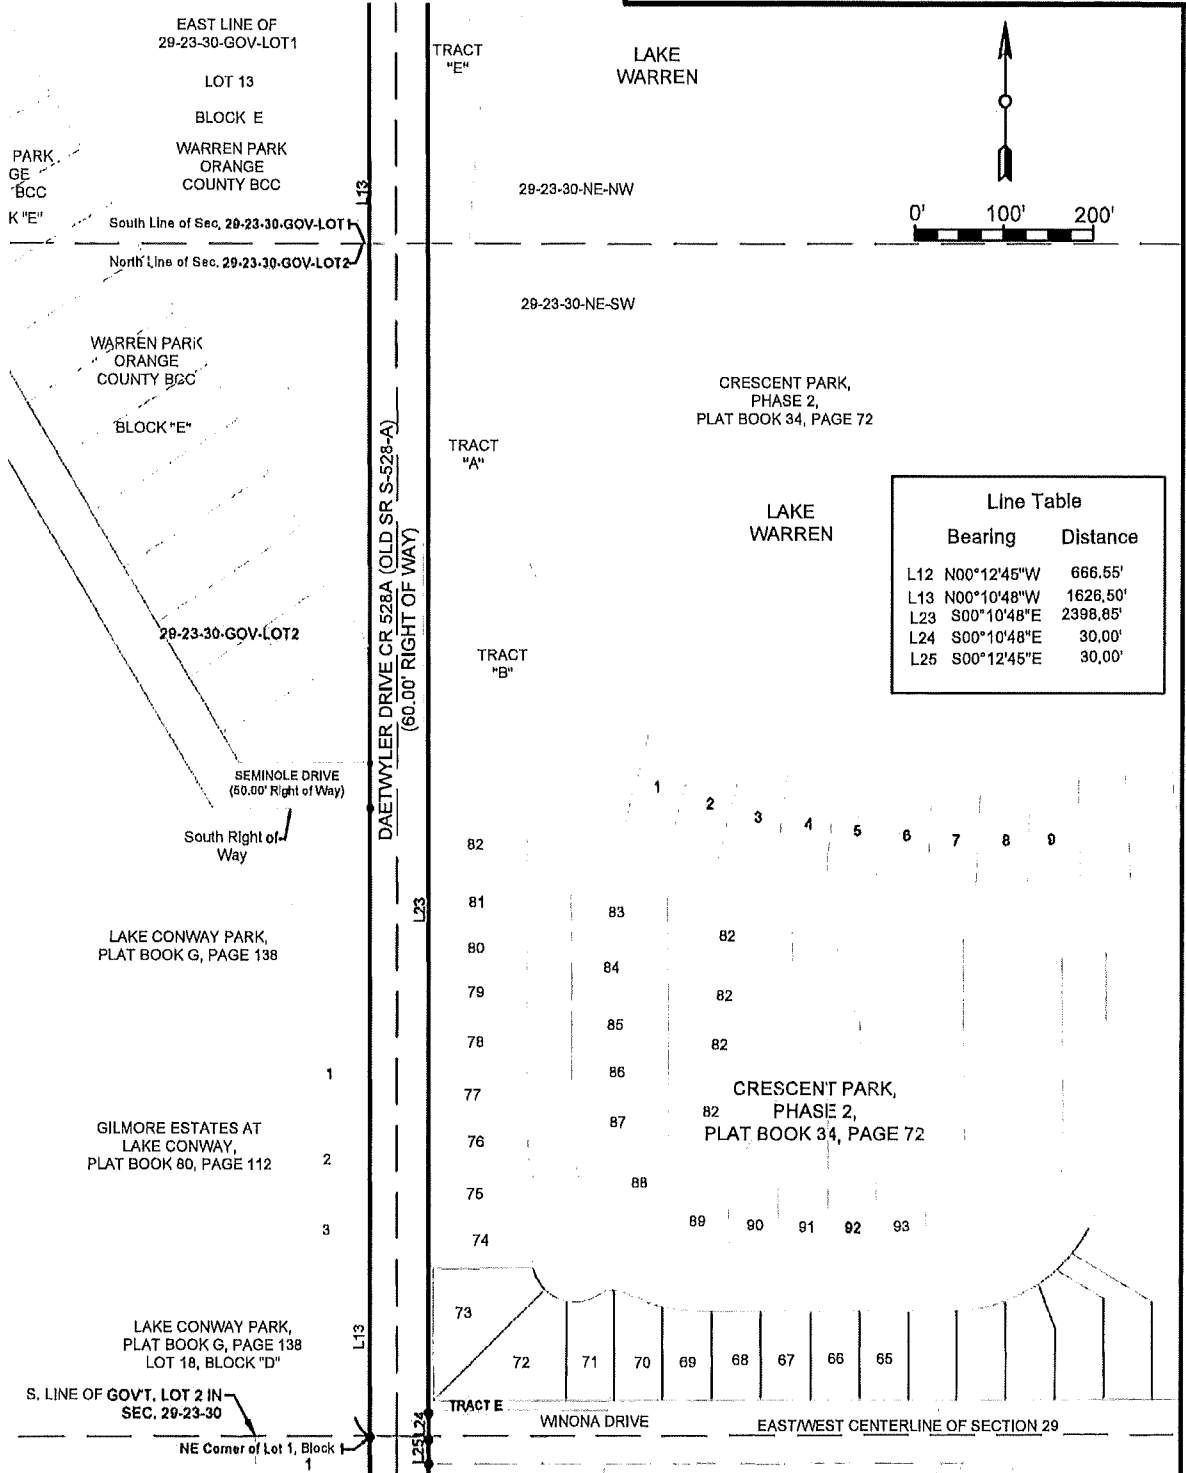 EAST LINE OF
29-23-30-GOV-LOT1
LOT 13
BLOCK E
WARREN PARK
ORANGE
COUNTY BCC
PARK
GE
BCC
K "E"
L13
South Line of Sec. 29-23-30-GOV-LOT1
North Line of Sec. 29-23-30-GOV-LOT2
TRACT
"E"
LAKE
WARREN
29-23-30-NE-NW
0' 100' 200'
29-23-30-NE-SW
WARREN PARK
ORANGE
COUNTY BCC
BLOCK "E"
CRESCENT PARK,
PHASE 2,
PLAT BOOK 34, PAGE 72
TRACT
"A"
LAKE
WARREN
DAETWYLER DRIVE CR 528A (OLD SR S-528-A)
(60.00' RIGHT OF WAY)
Line Table
Bearing Distance
L12 N00°12'45"W 666.55'
L13 N00°10'48"W 1626.50'
L23 S00°10'48"E 2398.85'
L24 S00°10'48"E 30.00'
L25 S00°12'45"E 30.00'
29-23-30-GOV-LOT2
TRACT
"B"
SEMINOLE DRIVE
(50.00' Right of Way)
South Right of
Way
1
2
3
4
5
6
7
8
9
82
81
80
79
78
77
76
75
74
L23
83
84
85
86
87
88
82
82
82
82
LAKE CONWAY PARK,
PLAT BOOK G, PAGE 138
1
GILMORE ESTATES AT
LAKE CONWAY,
PLAT BOOK 80, PAGE 112
2
3
CRESCENT PARK,
PHASE 2,
PLAT BOOK 34, PAGE 72
89 90 91 92 93
73
72 71 70 69 68 67 66 65
LAKE CONWAY PARK,
PLAT BOOK G, PAGE 138
LOT 18, BLOCK "D"
L13
S. LINE OF GOV'T. LOT 2 IN
SEC. 29-23-30
NE Corner of Lot 1, Block 1
1
TRACT E
L24
L25
WINONA DRIVE
EAST/WEST CENTERLINE OF SECTION 29